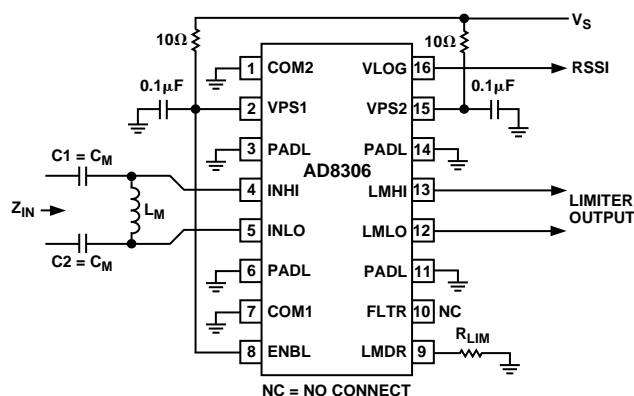 V_S
10Ω
10Ω
1 COM2
VLOG 16
RSSI
0.1μF
0.1μF
2 VPS1
VPS2 15
3 PADL
PADL 14
C1 = C_M
AD8306
4 INHI
LMHI 13
Z_IN
L_M
LIMITER
OUTPUT
5 INLO
LMLO 12
C2 = C_M
6 PADL
PADL 11
7 COM1
FLTR 10 NC
R_LIM
8 ENBL
LMDR 9
NC = NO CONNECT